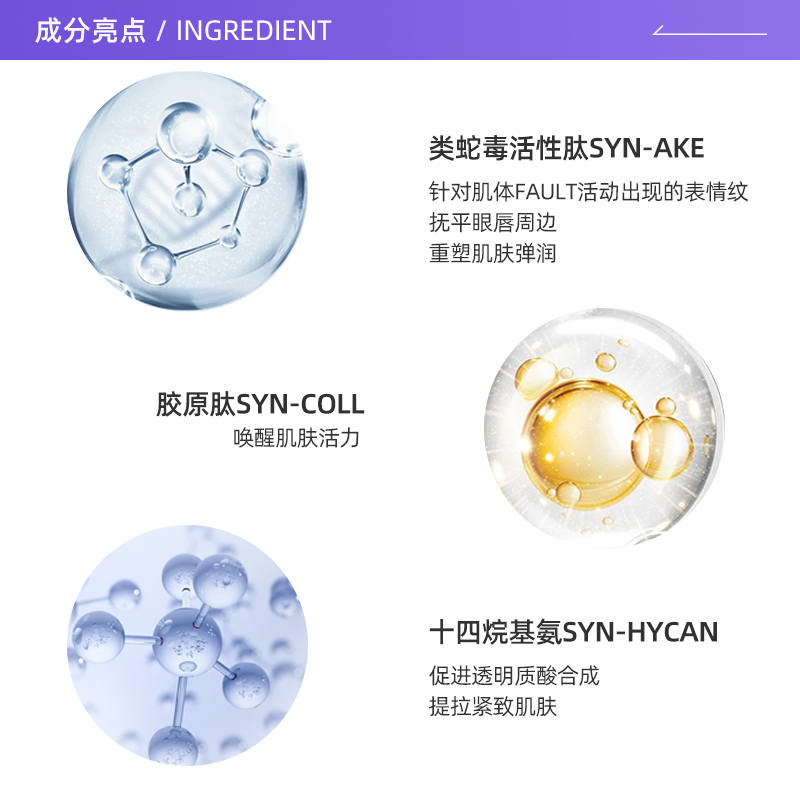 成分亮点 / INGREDIENT
类蛇毒活性肽SYN-AKE
针对肌体FAULT活动出现的表情纹
抚平眼唇周边
重塑肌肤弹润
胶原肽SYN-COLL
唤醒肌肤活力
十四烷基氨SYN-HYCAN
促进透明质酸合成
提拉紧致肌肤